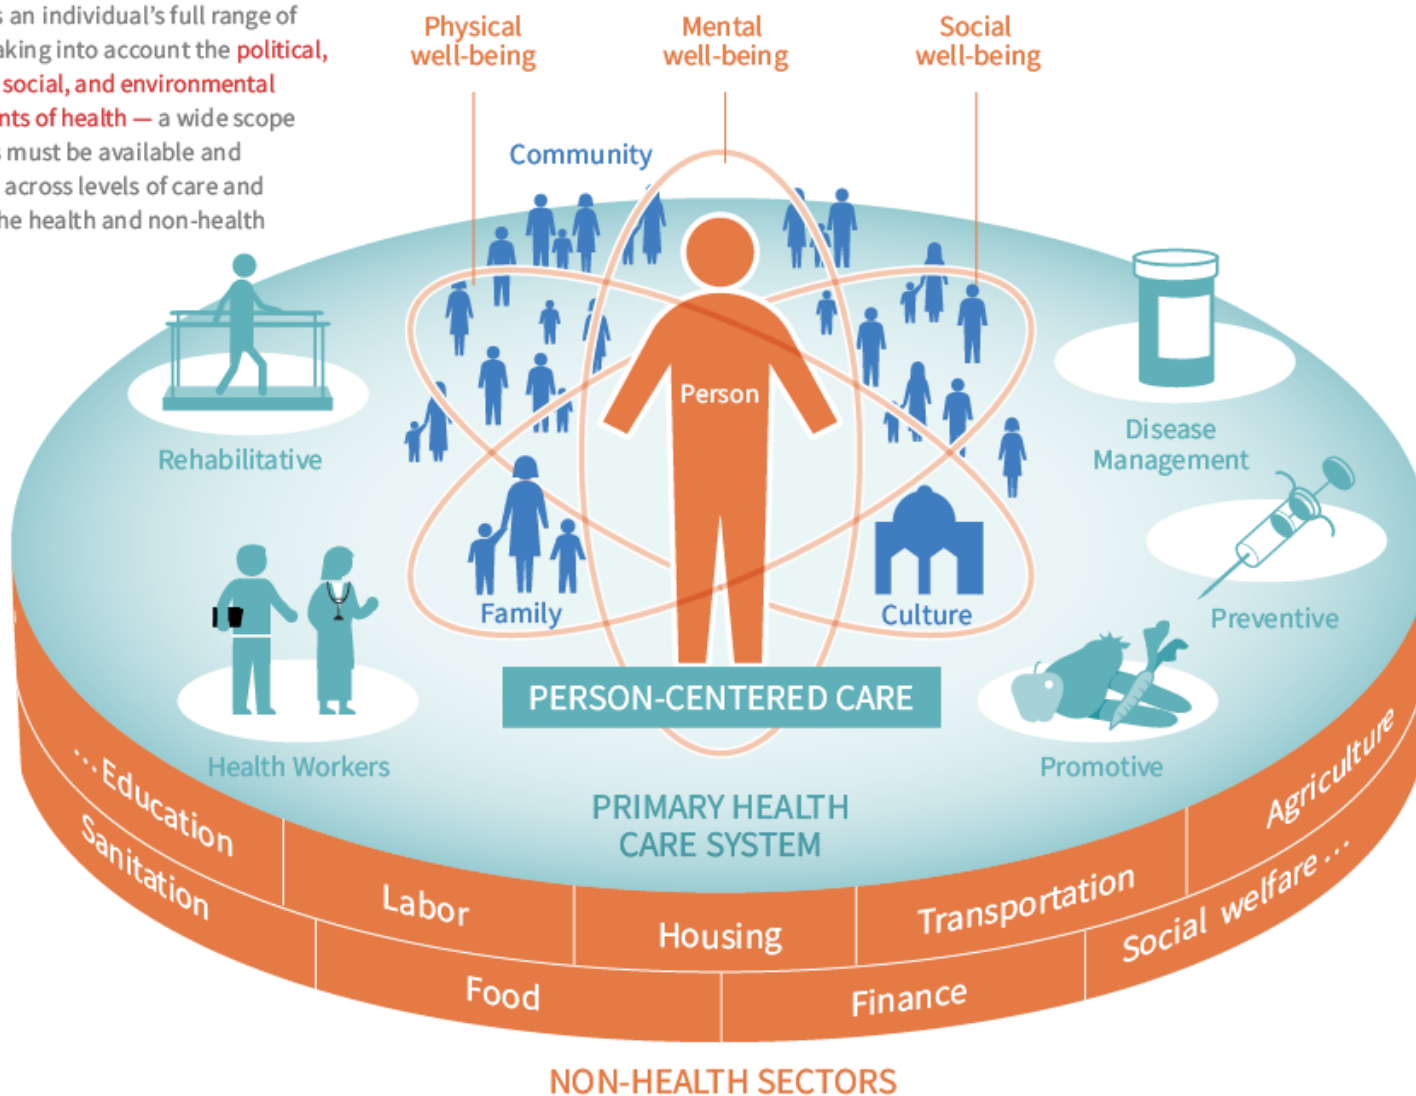 s an individual’s full range of
aking into account the political,
social, and environmental
nts of health — a wide scope
s must be available and
across levels of care and
he health and non-health
Physical
well-being
Mental
well-being
Social
well-being
Community
Person
Rehabilitative
Disease
Management
Family
Culture
Preventive
PERSON-CENTERED CARE
Health Workers
Promotive
PRIMARY HEALTH
CARE SYSTEM
...Education
Labor
Housing
Transportation
Agriculture
Sanitation
Food
Finance
Social welfare...
NON-HEALTH SECTORS